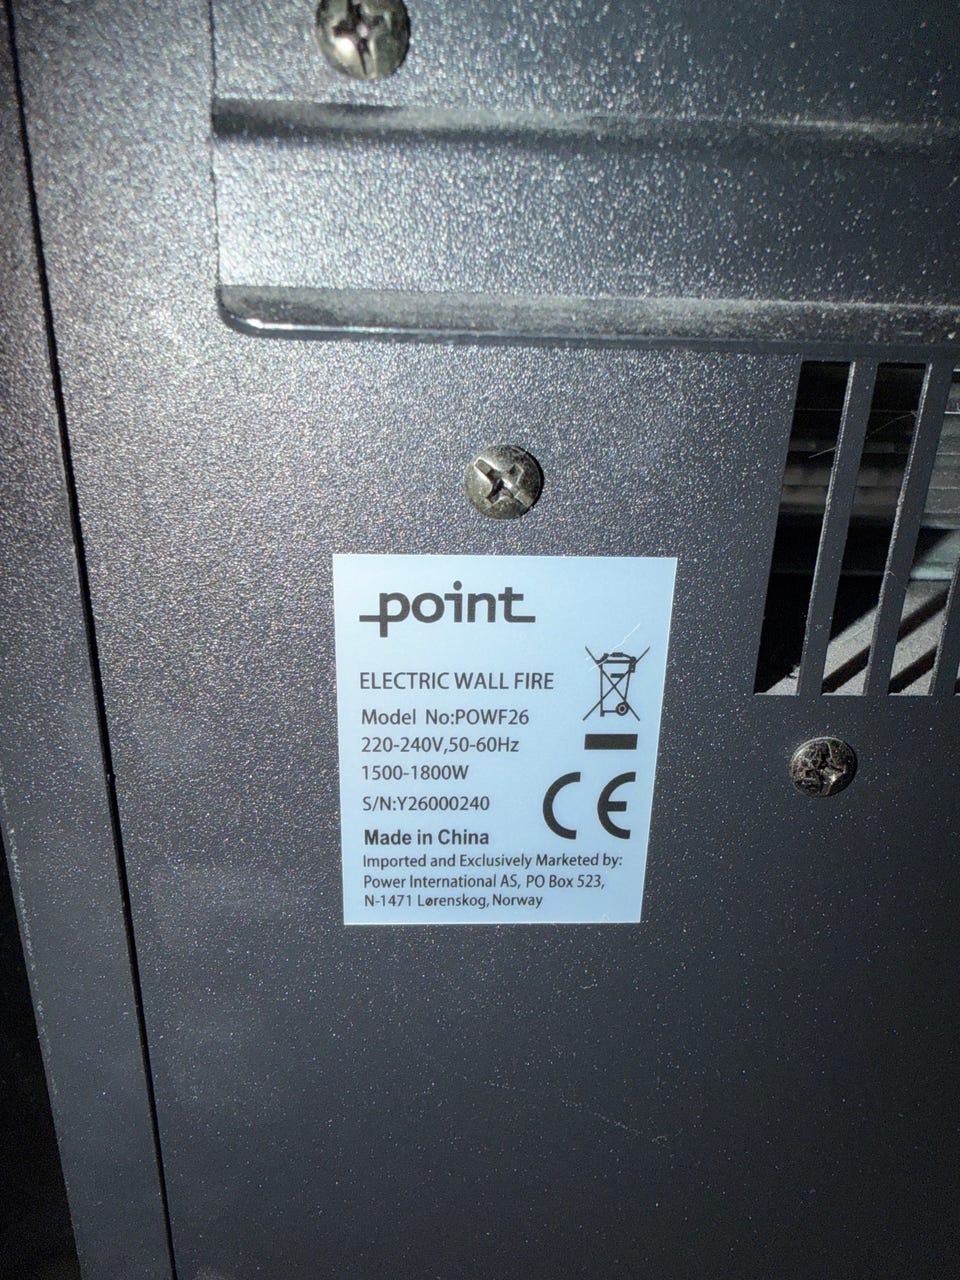 point
ELECTRIC WALL FIRE
Model No:POWF26
220-240V,50-60Hz
1500-1800W
S/N:Y26000240
CE
Made in China
Imported and Exclusively Marketed by:
Power International AS, PO Box 523,
N-1471 Lørenskog, Norway